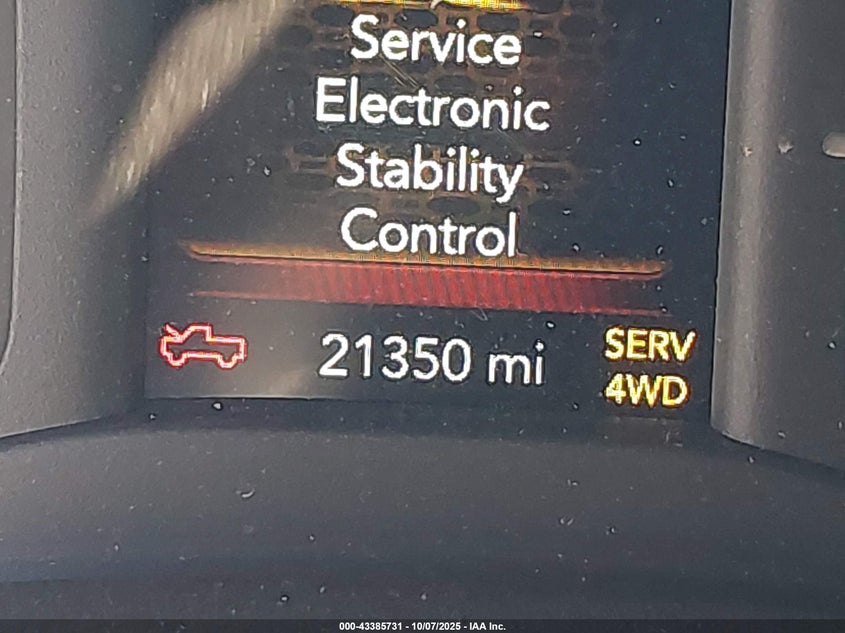 Service
Electronic
Stability
Control
21350 mi
SERV
4WD
000-43385731 - 10/07/2025 - IAA Inc.